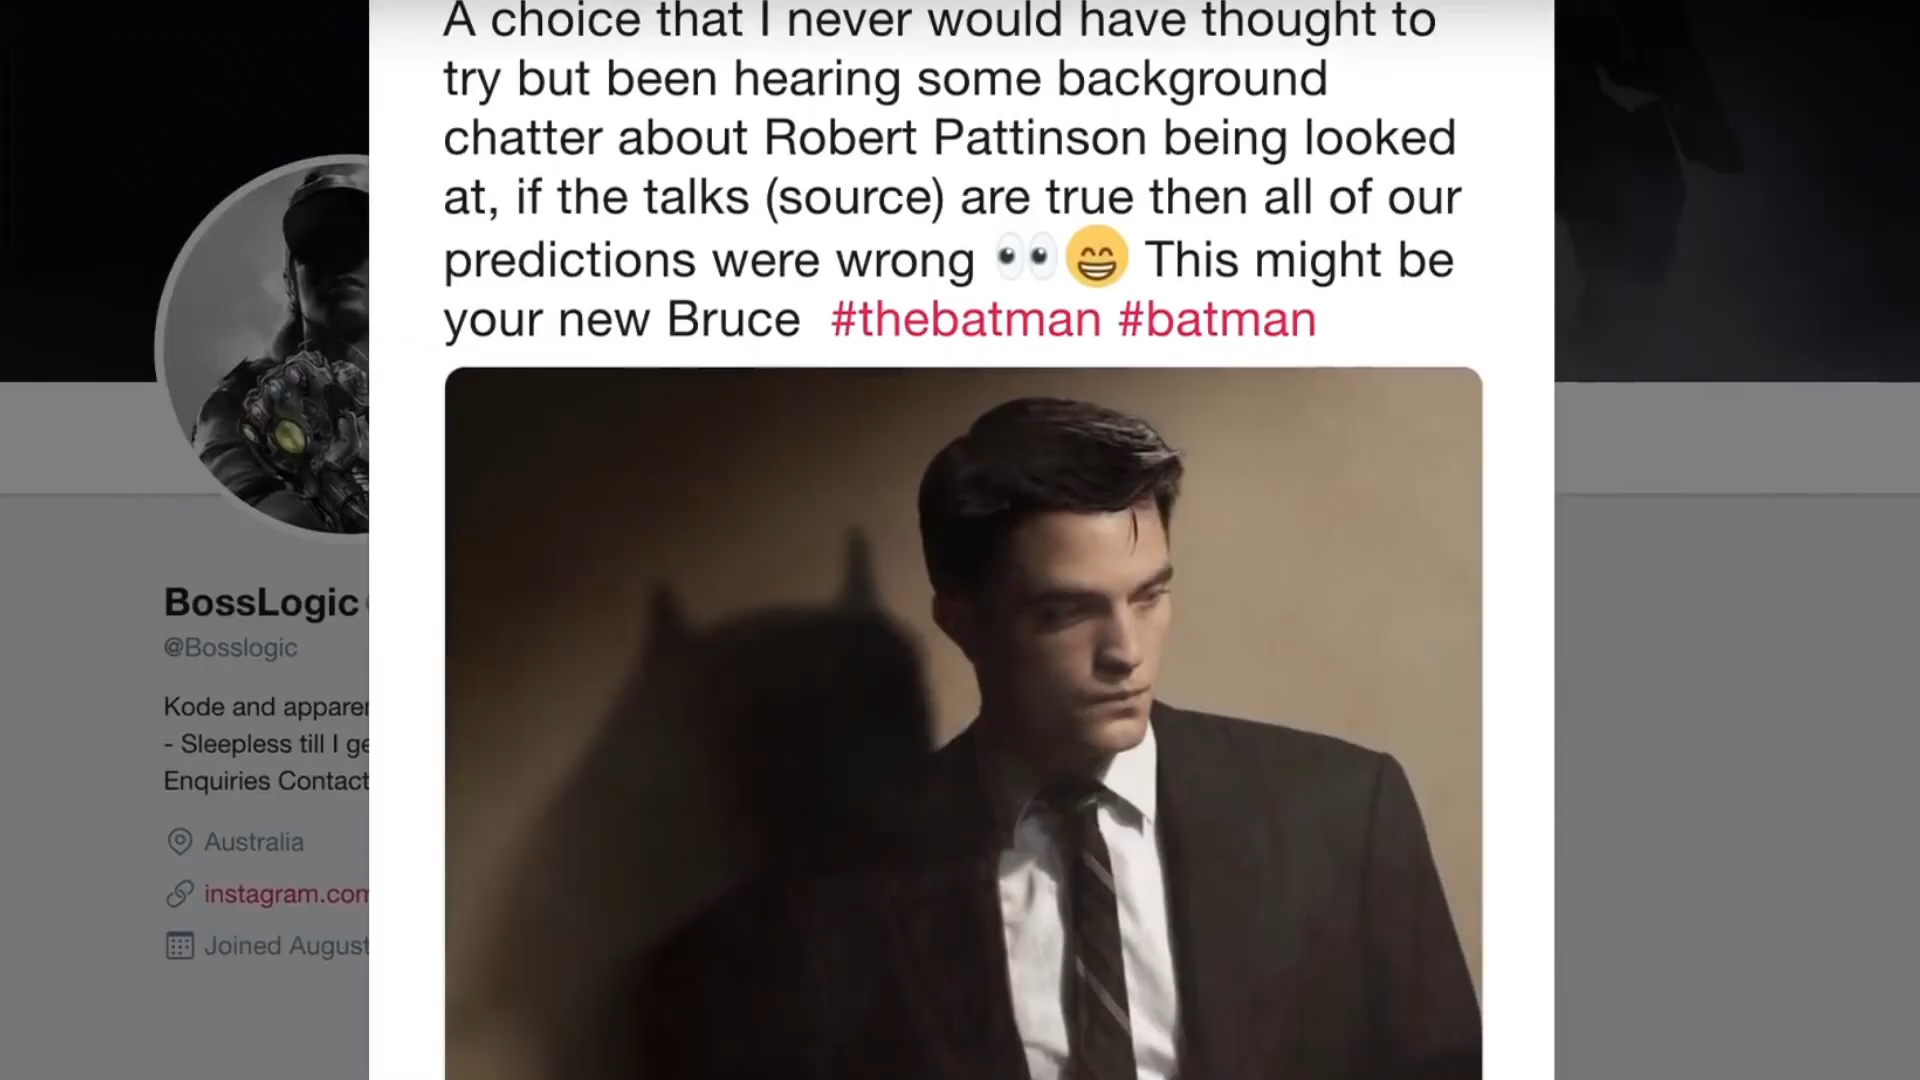 A choice that I never would have thought to
try but been hearing some background
chatter about Robert Pattinson being looked
at, if the talks (source) are true then all of our
predictions were wrong 👀😁 This might be
your new Bruce #thebatman #batman
BossLogic
@Bosslogic
Kode and
- Sleepless till I
Enquiries Contact
Australia
instagram.com
Joined August